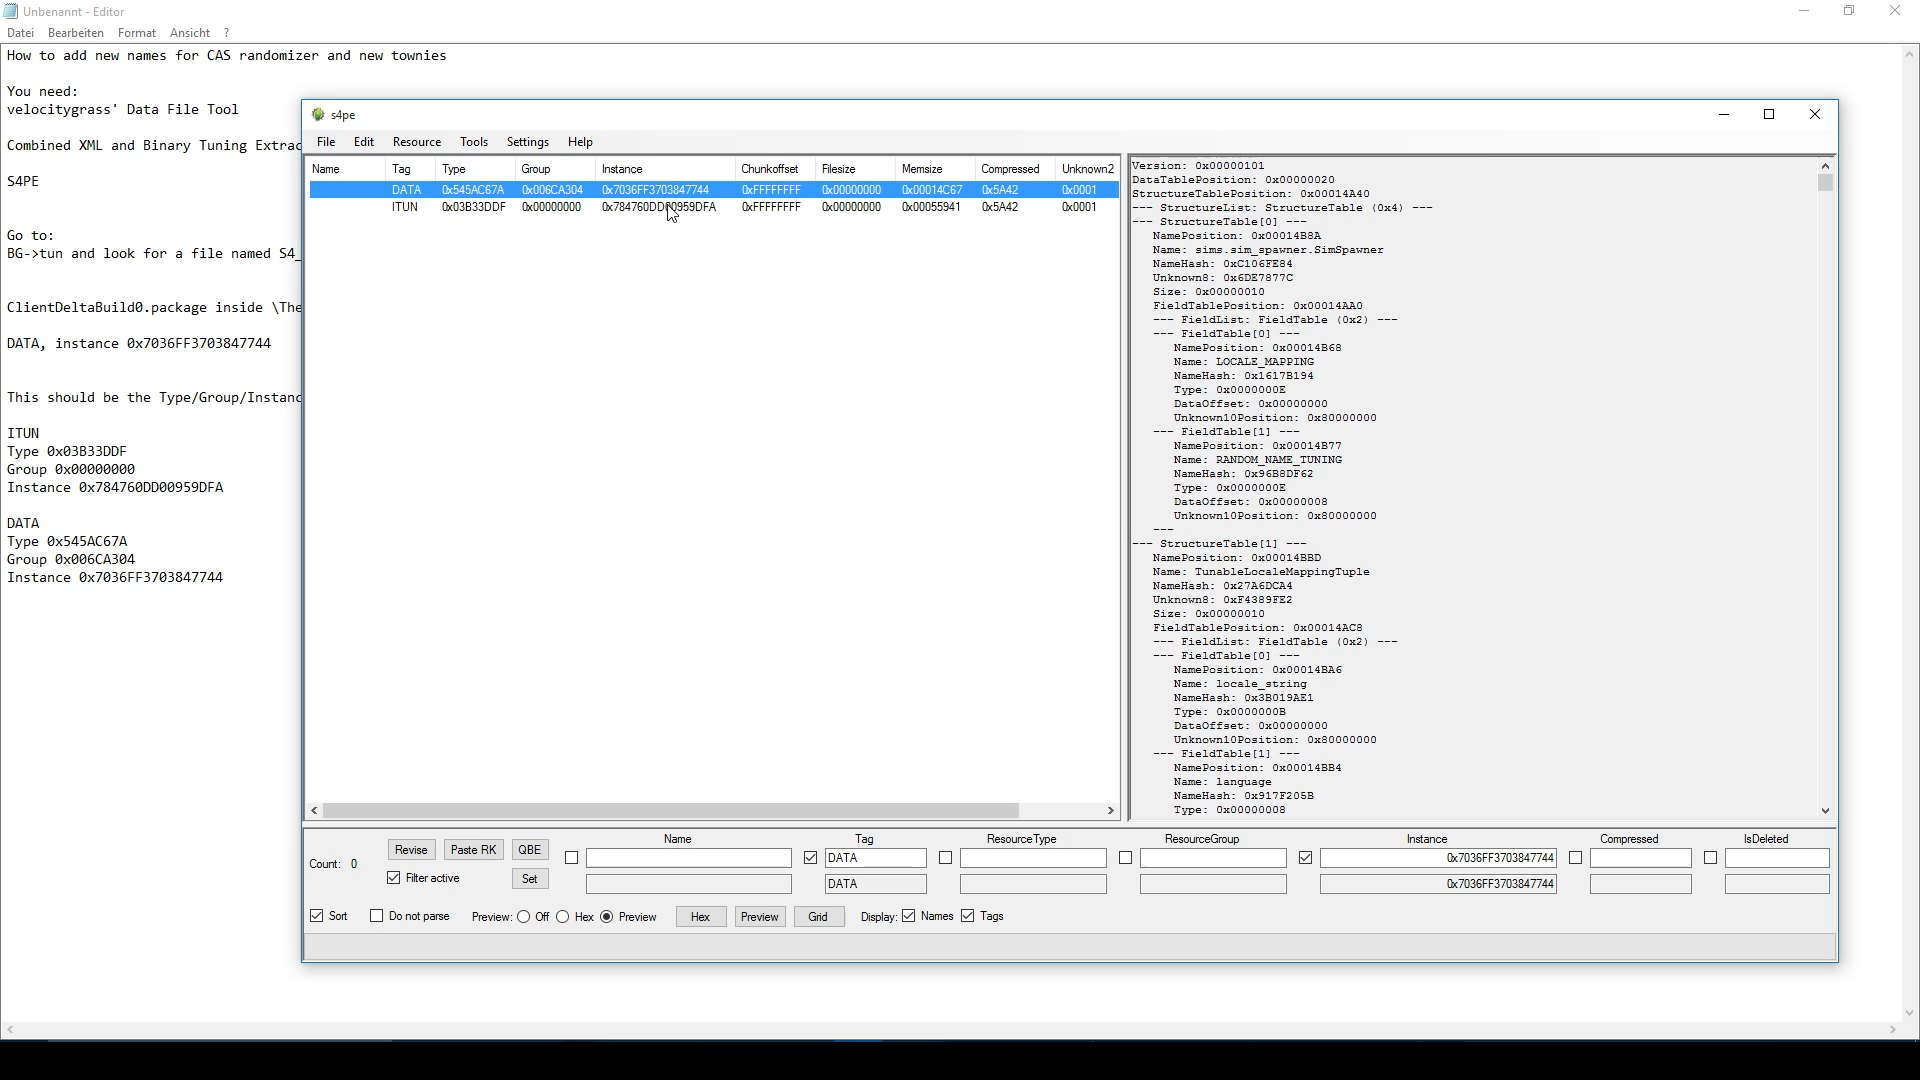 Unbenannt - Editor
Datei Bearbeiten Format Ansicht ?
How to add new names for CAS randomizer and new townies
You need:
velocitygrass' Data File Tool
Combined XML and Binary Tuning Extrac
S4PE
Go to:
BG->tun and look for a file named S4_
ClientDeltaBuild0.package inside \The
DATA, instance 0x7036FF3703847744
This should be the Type/Group/Instanc
ITUN
Type 0x03B33DDF
Group 0x00000000
Instance 0x784760DD00959DFA
DATA
Type 0x545AC67A
Group 0x006CA304
Instance 0x7036FF3703847744
s4pe
File Edit Resource Tools Settings Help
Name Tag Type Group Instance Chunkoffset Filesize Memsize Compressed Unknown2
DATA 0x545AC67A 0x006CA304 0x7036FF3703847744 0xFFFFFFFF 0x00000000 0x00014C67 0x5A42 0x0001
ITUN 0x03B33DDF 0x00000000 0x784760DD00959DFA 0xFFFFFFFF 0x00000000 0x00055941 0x5A42 0x0001
Version: 0x00000101
DataTablePosition: 0x00000020
StructureTablePosition: 0x00014A40
--- StructureList: StructureTable (0x4) ---
--- StructureTable[0] ---
NamePosition: 0x00014B8A
Name: sims.sim_spawner.SimSpawner
NameHash: 0xC106FE84
Unknown8: 0x6DE7877C
Size: 0x00000010
FieldTablePosition: 0x00014AA0
--- FieldList: FieldTable (0x2) ---
--- FieldTable[0] ---
NamePosition: 0x00014B68
Name: LOCALE_MAPPING
NameHash: 0x1617B194
Type: 0x0000000E
DataOffset: 0x00000000
Unknown10Position: 0x80000000
--- FieldTable[1] ---
NamePosition: 0x00014B77
Name: RANDOM_NAME_TUNING
NameHash: 0x96B8DF62
Type: 0x0000000E
DataOffset: 0x00000008
Unknown10Position: 0x80000000
---
--- StructureTable[1] ---
NamePosition: 0x00014BBD
Name: TunableLocaleMappingTuple
NameHash: 0x27A6DCA4
Unknown8: 0xF4389FE2
Size: 0x00000010
FieldTablePosition: 0x00014AC8
--- FieldList: FieldTable (0x2) ---
--- FieldTable[0] ---
NamePosition: 0x00014BA6
Name: locale_string
NameHash: 0x3B019AE1
Type: 0x0000000B
DataOffset: 0x00000000
Unknown10Position: 0x80000000
--- FieldTable[1] ---
NamePosition: 0x00014BB4
Name: language
NameHash: 0x917F205B
Type: 0x00000008
Name Tag ResourceType ResourceGroup Instance Compressed IsDeleted
Count: 0 Revise Paste RK QBE DATA 0x7036FF3703847744
Filter active Set DATA 0x7036FF3703847744
Sort Do not parse Preview: Off Hex Preview Hex Preview Grid Display: Names Tags